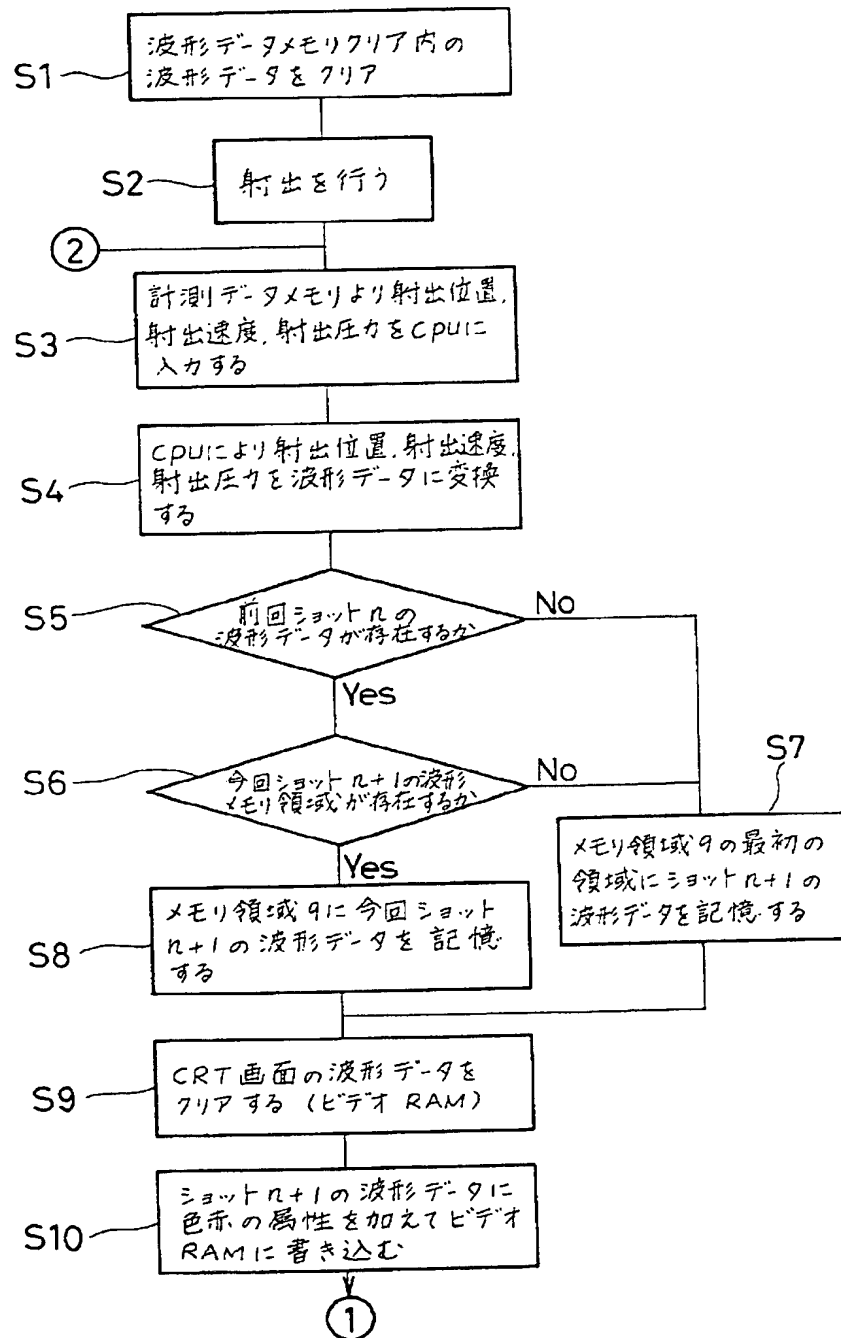 S1
波形データメモリクリア内の
波形データをクリア
S2
射出を行う
②
S3
計測データメモリより射出位置,
射出速度,射出圧力をCPUに
入力する
S4
CPUにより射出位置,射出速度,
射出圧力を波形データに変換
する
S5
前回ショットnの
波形データが存在するか
No
Yes
S6
今回ショットn+1の波形
メモリ領域が存在するか
No
Yes
S7
メモリ領域9の最初の
領域にショットn+1の
波形データを記憶する
S8
メモリ領域9に今回ショット
n+1の波形データを記憶
する
S9
CRT画面の波形データを
クリアする(ビデオRAM)
S10
ショットn+1の波形データに
色赤の属性を加えてビデオ
RAMに書き込む
①